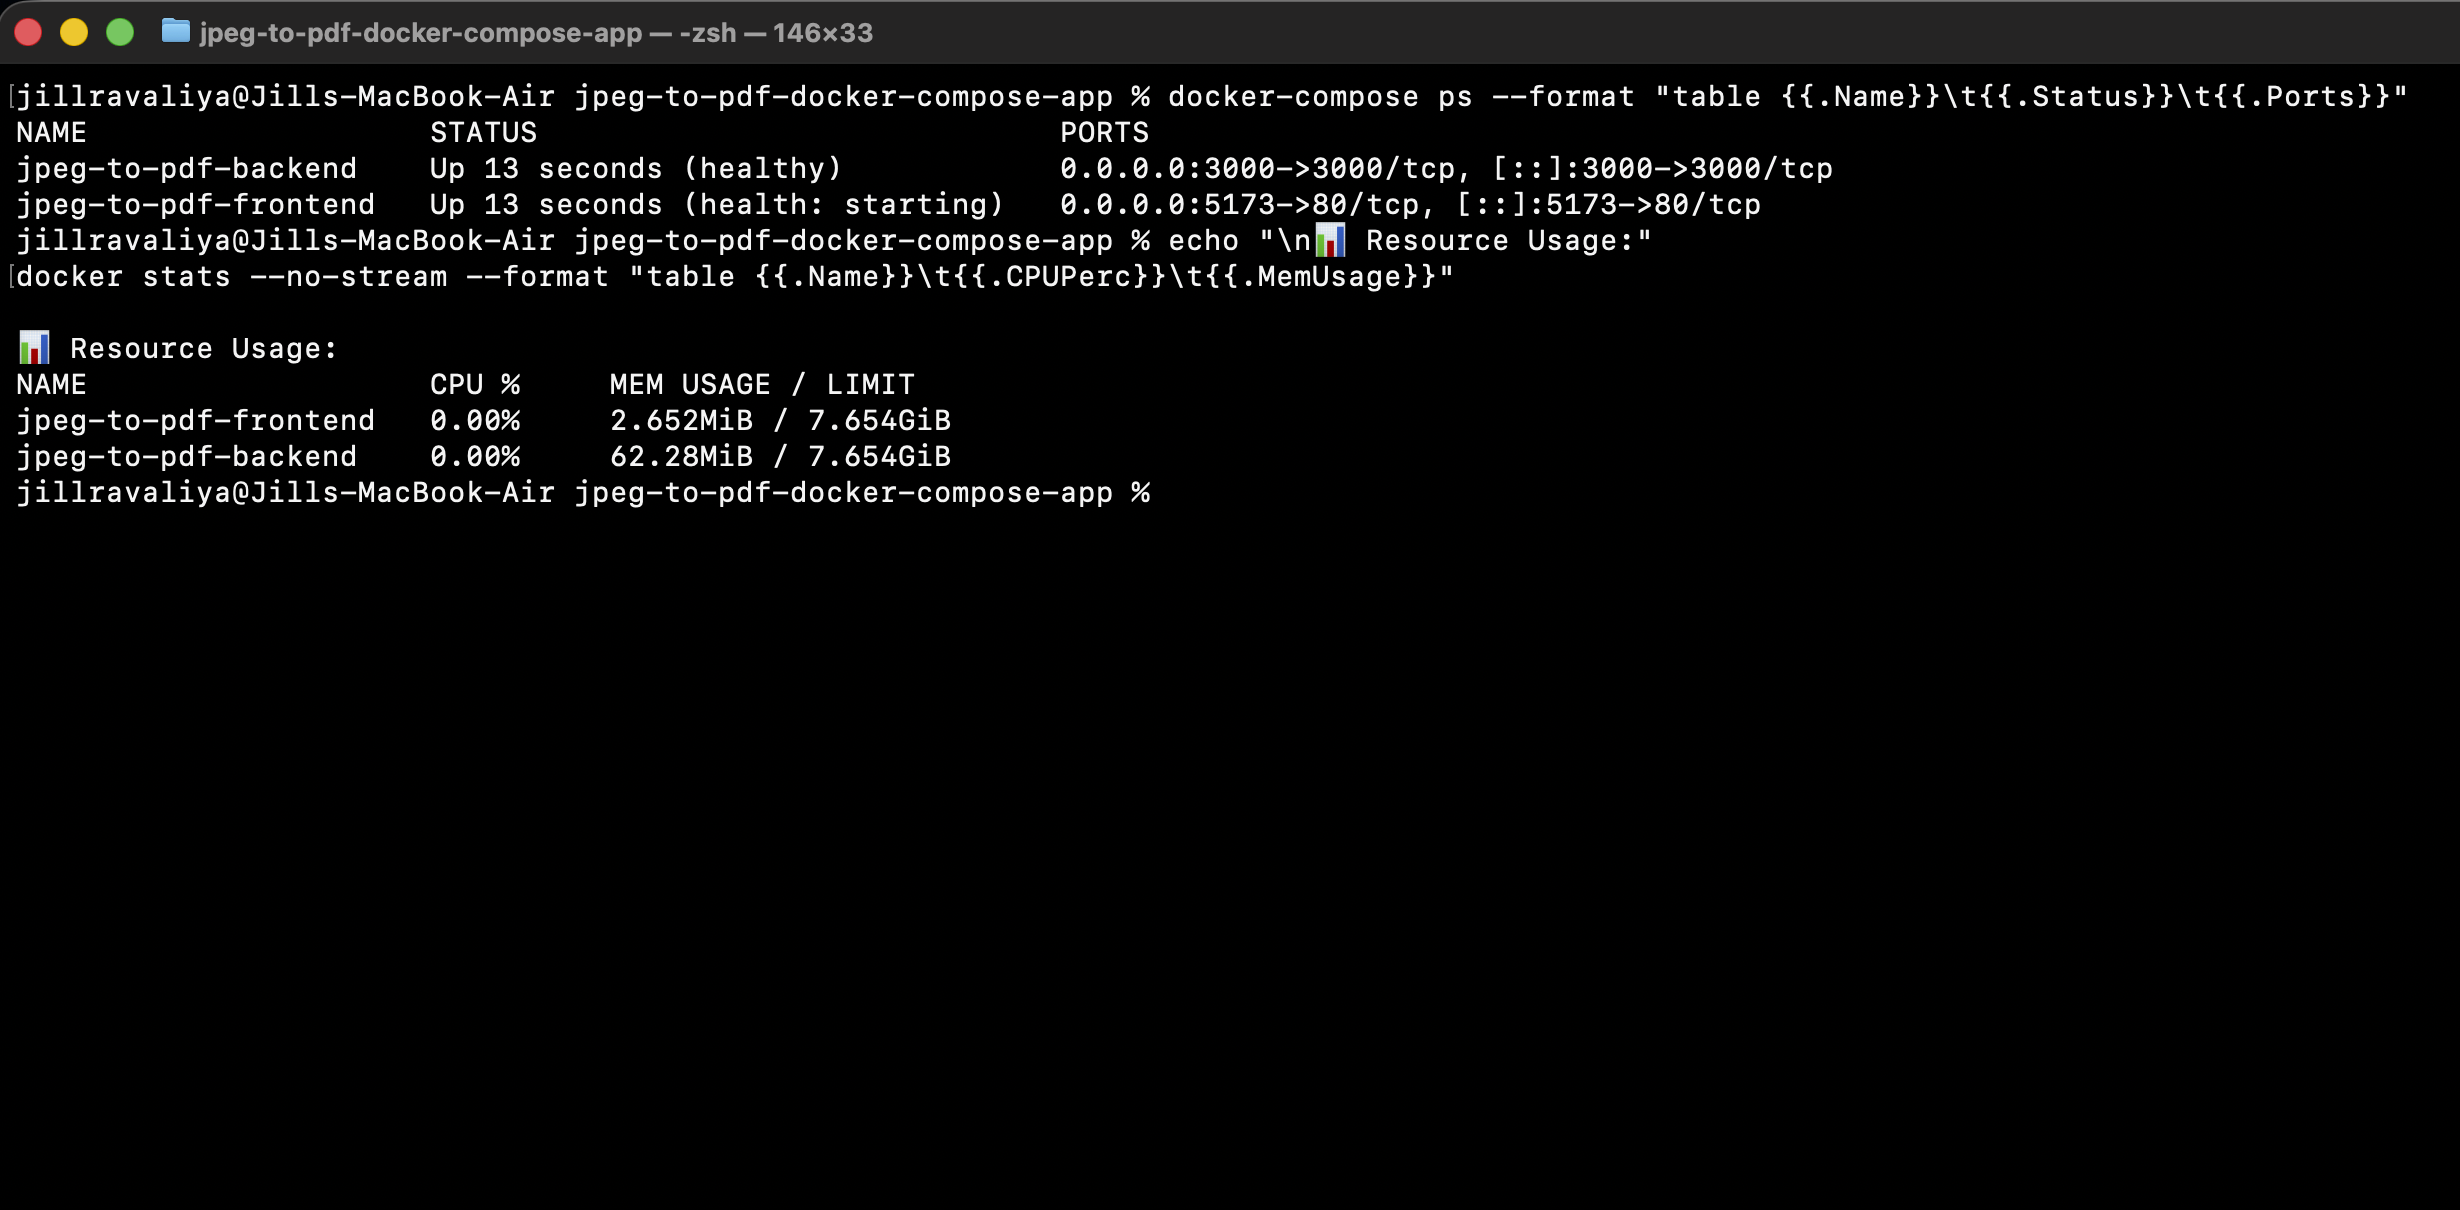 jpeg-to-pdf-docker-compose-app — -zsh — 146×33
jillravaliya@Jills-MacBook-Air jpeg-to-pdf-docker-compose-app % docker-compose ps --format "table {{.Name}}\t{{.Status}}\t{{.Ports}}"
NAME                   STATUS                             PORTS
jpeg-to-pdf-backend    Up 13 seconds (healthy)            0.0.0.0:3000->3000/tcp, [::]:3000->3000/tcp
jpeg-to-pdf-frontend   Up 13 seconds (health: starting)   0.0.0.0:5173->80/tcp, [::]:5173->80/tcp
jillravaliya@Jills-MacBook-Air jpeg-to-pdf-docker-compose-app % echo "\n📊 Resource Usage:"
docker stats --no-stream --format "table {{.Name}}\t{{.CPUPerc}}\t{{.MemUsage}}"
📊 Resource Usage:
NAME                   CPU %     MEM USAGE / LIMIT
jpeg-to-pdf-frontend   0.00%     2.652MiB / 7.654GiB
jpeg-to-pdf-backend    0.00%     62.28MiB / 7.654GiB
jillravaliya@Jills-MacBook-Air jpeg-to-pdf-docker-compose-app %